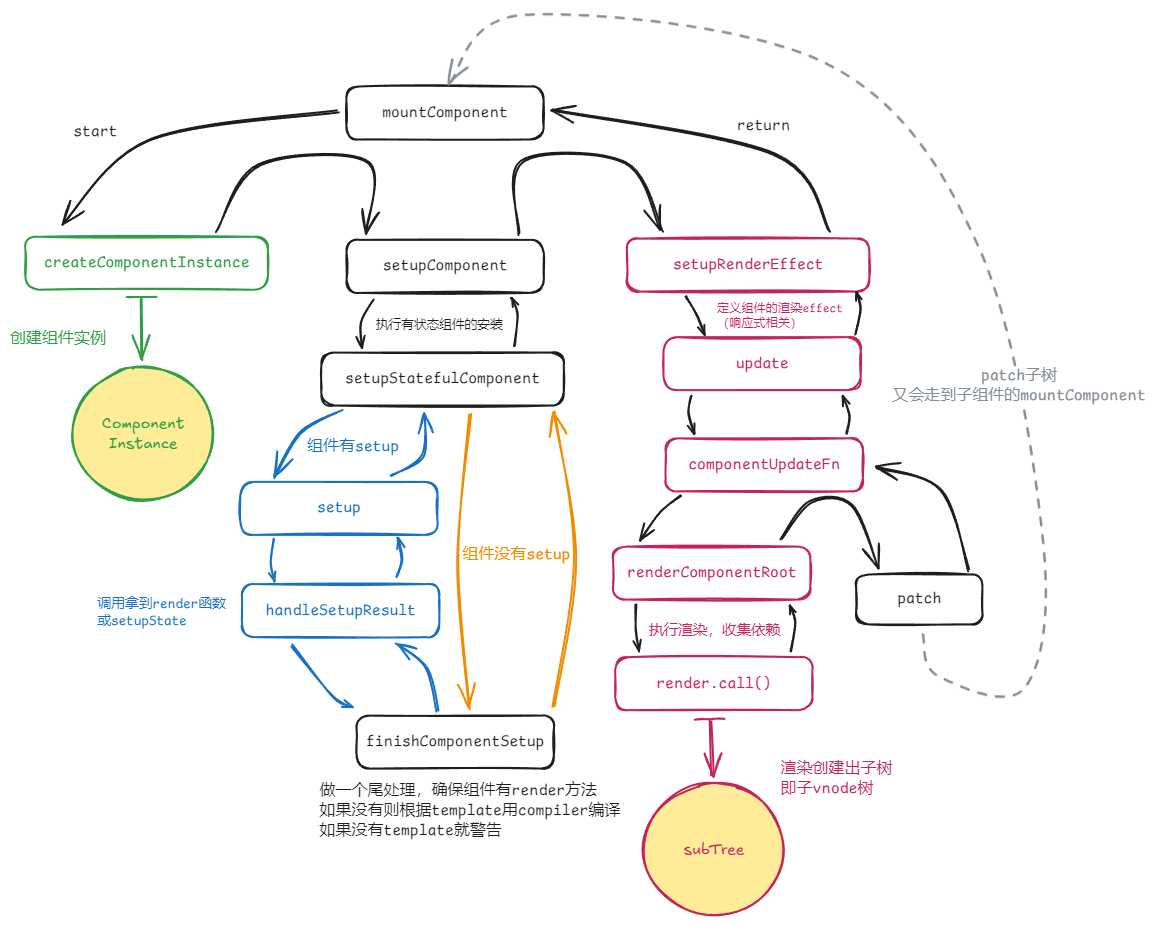 mountComponent
start
return
createComponentInstance
setupComponent
setupRenderEffect
创建组件实例
执行有状态组件的安装
定义组件的渲染effect
（响应式相关）
Component
Instance
setupStatefulComponent
update
patch子树
又会走到子组件的mountComponent
组件有setup
componentUpdateFn
setup
组件没有setup
renderComponentRoot
patch
调用拿到render函数
或setupState
handleSetupResult
执行渲染，收集依赖
render.call()
finishComponentSetup
做一个尾处理，确保组件有render方法
如果没有则根据template用compiler编译
如果没有template就警告
渲染创建出子树
即子vnode树
subTree